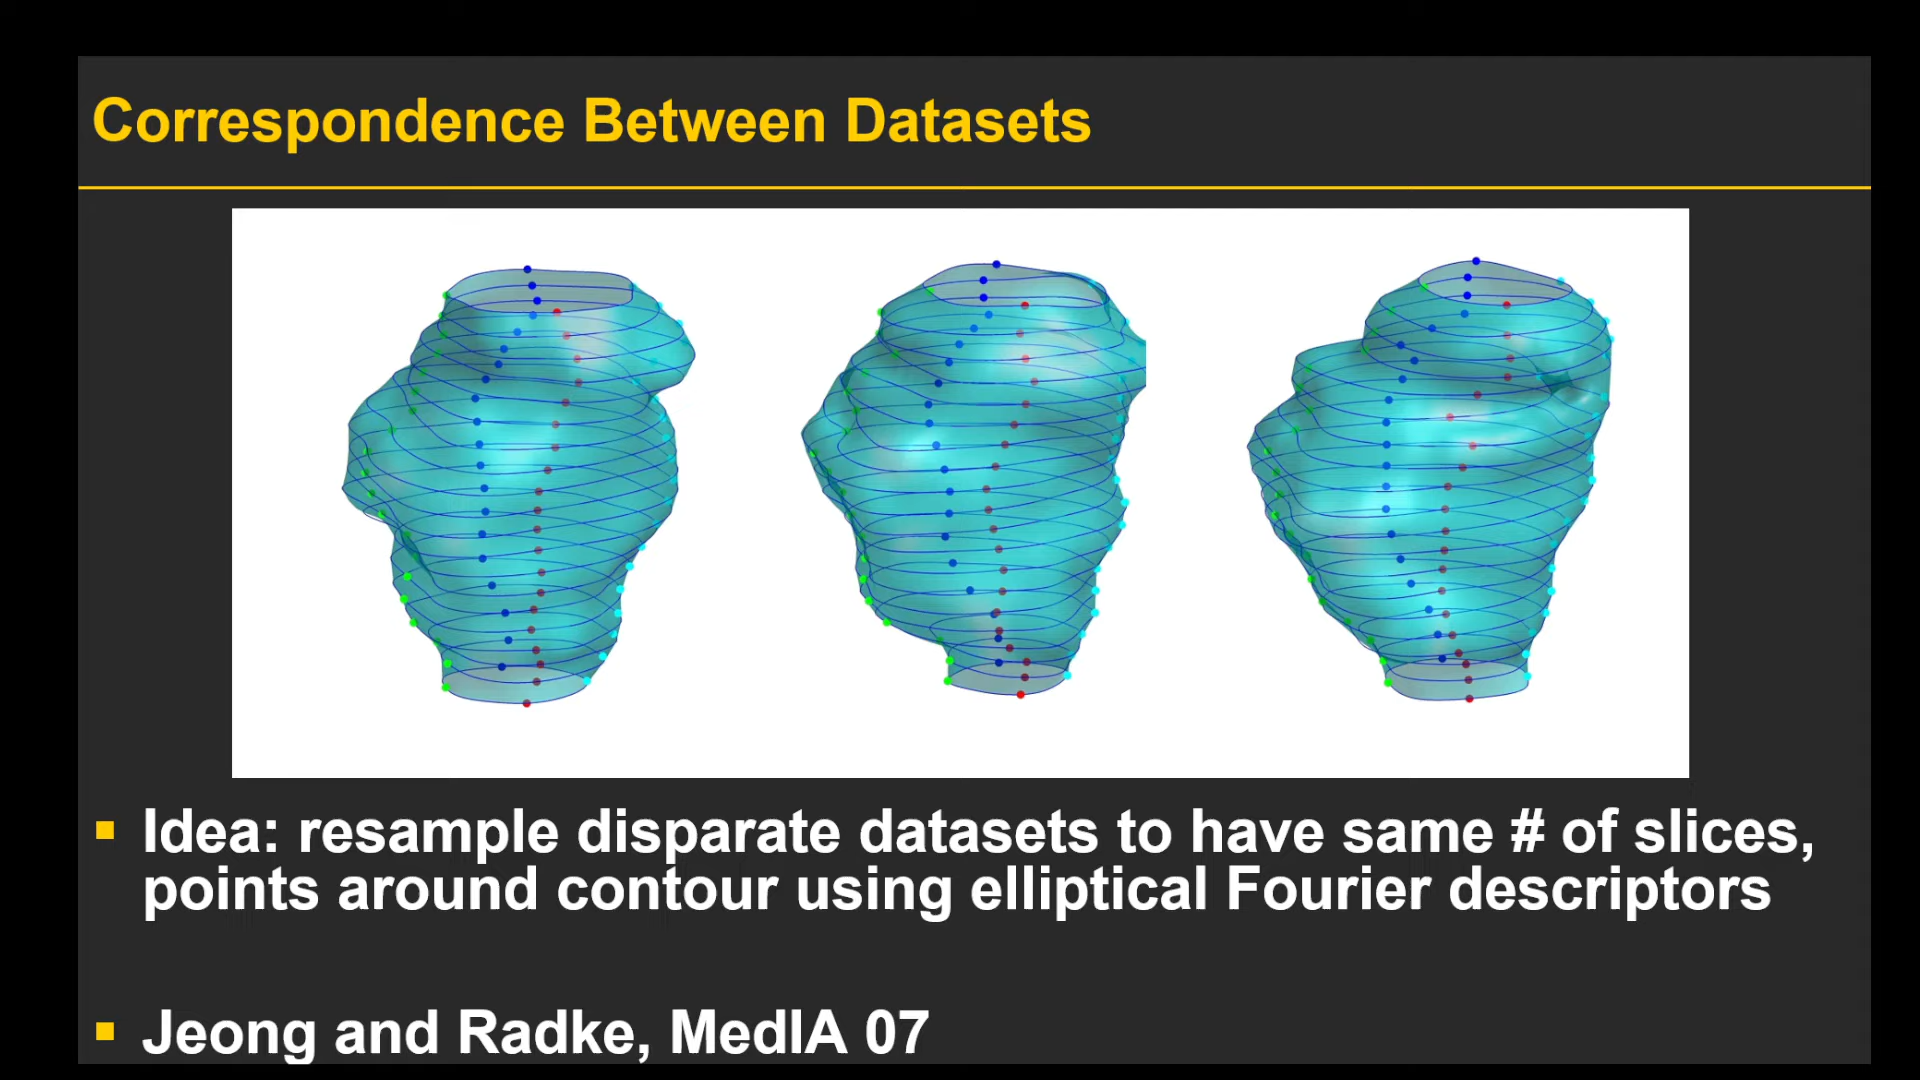 Correspondence Between Datasets
Idea: resample disparate datasets to have same # of slices,
points around contour using elliptical Fourier descriptors
Jeong and Radke, MedIA 07